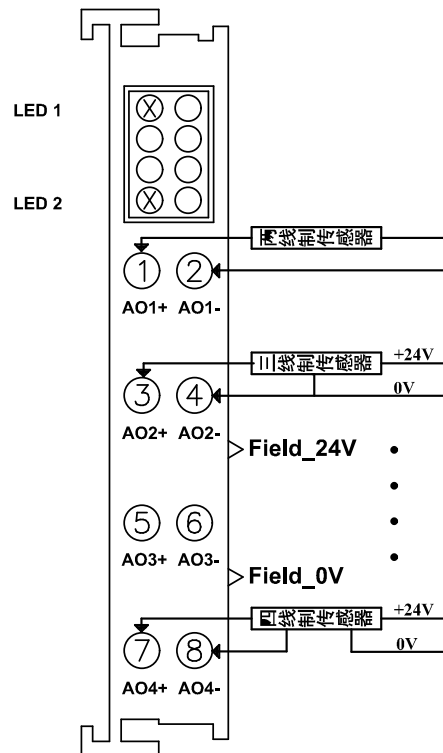 LED 1
LED 2
两线制传感器
1 2
AO1+ AO1-
三线制传感器 +24V
3 4 0V
AO2+ AO2-
Field_24V
5 6
AO3+ AO3-
Field_0V
四线制传感器 +24V
7 8 0V
AO4+ AO4-